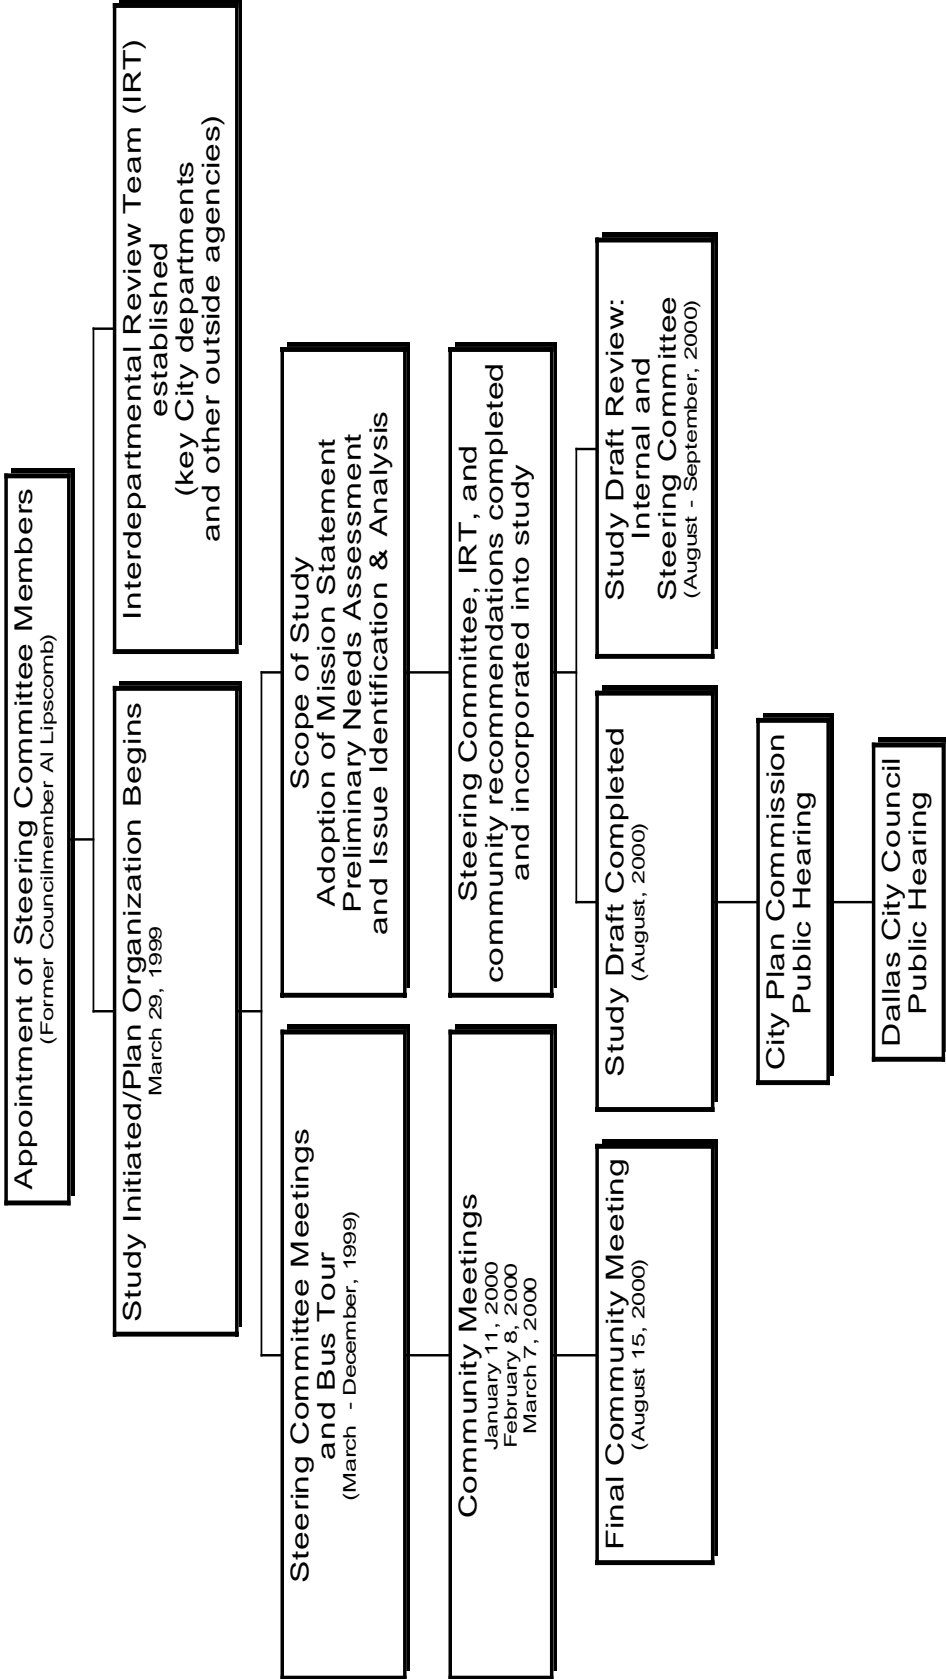 Appointment of Steering Committee Members
(Former Councilmember Al Lipscomb)
Study Initiated/Plan Organization Begins
March 29, 1999
Interdepartmental Review Team (IRT)
established
(key City departments
and other outside agencies)
Steering Committee Meetings
and Bus Tour
(March - December, 1999)
Scope of Study
Adoption of Mission Statement
Preliminary Needs Assessment
and Issue Identification & Analysis
Community Meetings
January 11, 2000
February 8, 2000
March 7, 2000
Steering Committee, IRT, and
community recommendations completed
and incorporated into study
Final Community Meeting
(August 15, 2000)
Study Draft Completed
(August, 2000)
Study Draft Review:
Internal and
Steering Committee
(August - September, 2000)
City Plan Commission
Public Hearing
Dallas City Council
Public Hearing